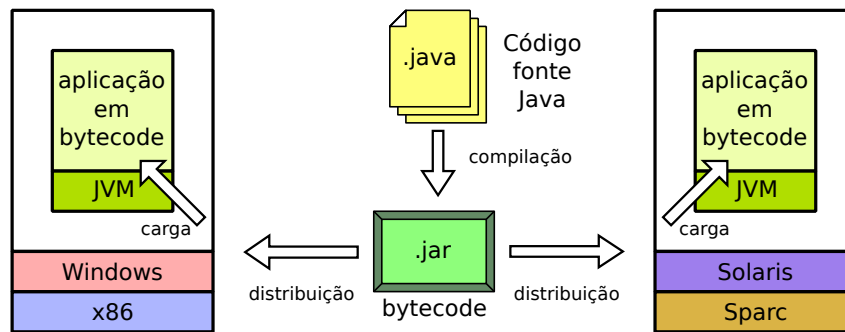 aplicação
em
bytecode
JVM
carga
Windows
x86
.java
Código
fonte
Java
compilação
.jar
bytecode
distribuição
distribuição
aplicação
em
bytecode
JVM
carga
Solaris
Sparc